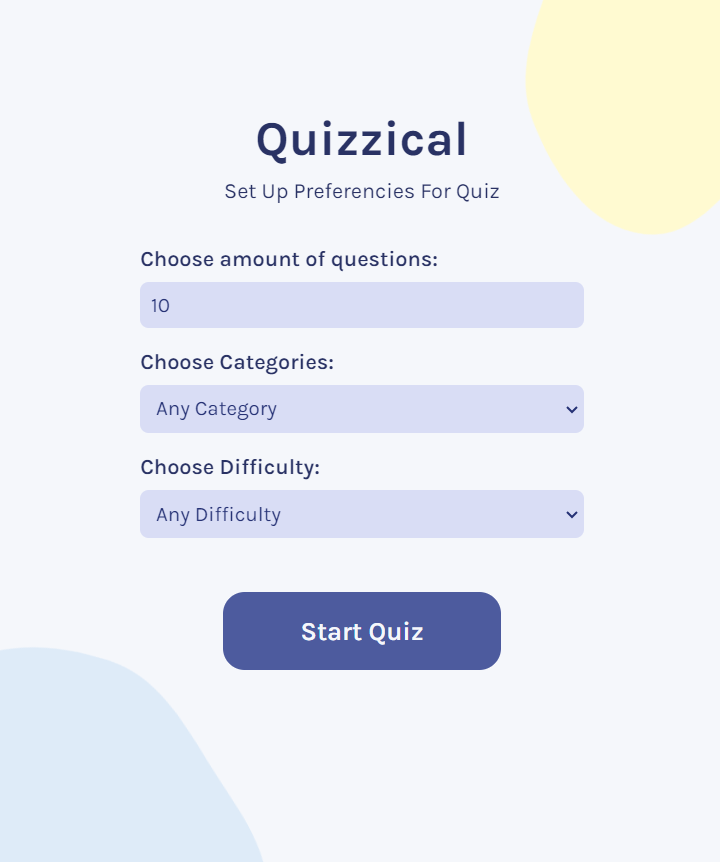 Quizzical
Set Up Preferencies For Quiz
Choose amount of questions:
10
Choose Categories:
Any Category
Choose Difficulty:
Any Difficulty
Start Quiz